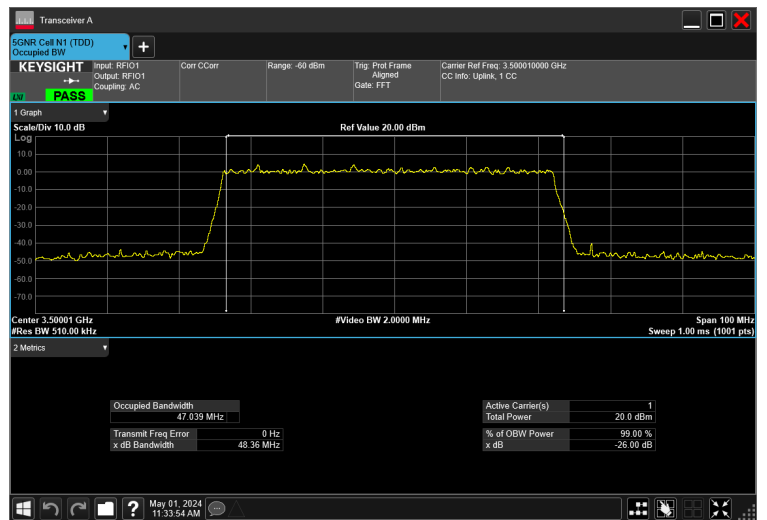 Transceiver A
5GNR Cell N1 (TDD)
Occupied BW
KEYSIGHT
LXI
PASS
Input: RFIO1
Output: RFIO1
Coupling: AC
Corr CCorr
Range: -60 dBm
Trig: Prot Frame
Aligned
Gate: FFT
Carrier Ref Freq: 3.500010000 GHz
CC Info: Uplink, 1 CC
1 Graph
Scale/Div 10.0 dB
Ref Value 20.00 dBm
Log
10.0
0.00
-10.0
-20.0
-30.0
-40.0
-50.0
-60.0
-70.0
Center 3.50001 GHz
#Video BW 2.0000 MHz
Span 100 MHz
#Res BW 510.00 kHz
Sweep 1.00 ms (1001 pts)
2 Metrics
Occupied Bandwidth
47.039 MHz
Transmit Freq Error 0 Hz
x dB Bandwidth 48.36 MHz
Active Carrier(s) 1
Total Power 20.0 dBm
% of OBW Power 99.00 %
x dB -26.00 dB
?
May 01, 2024
11:33:54 AM